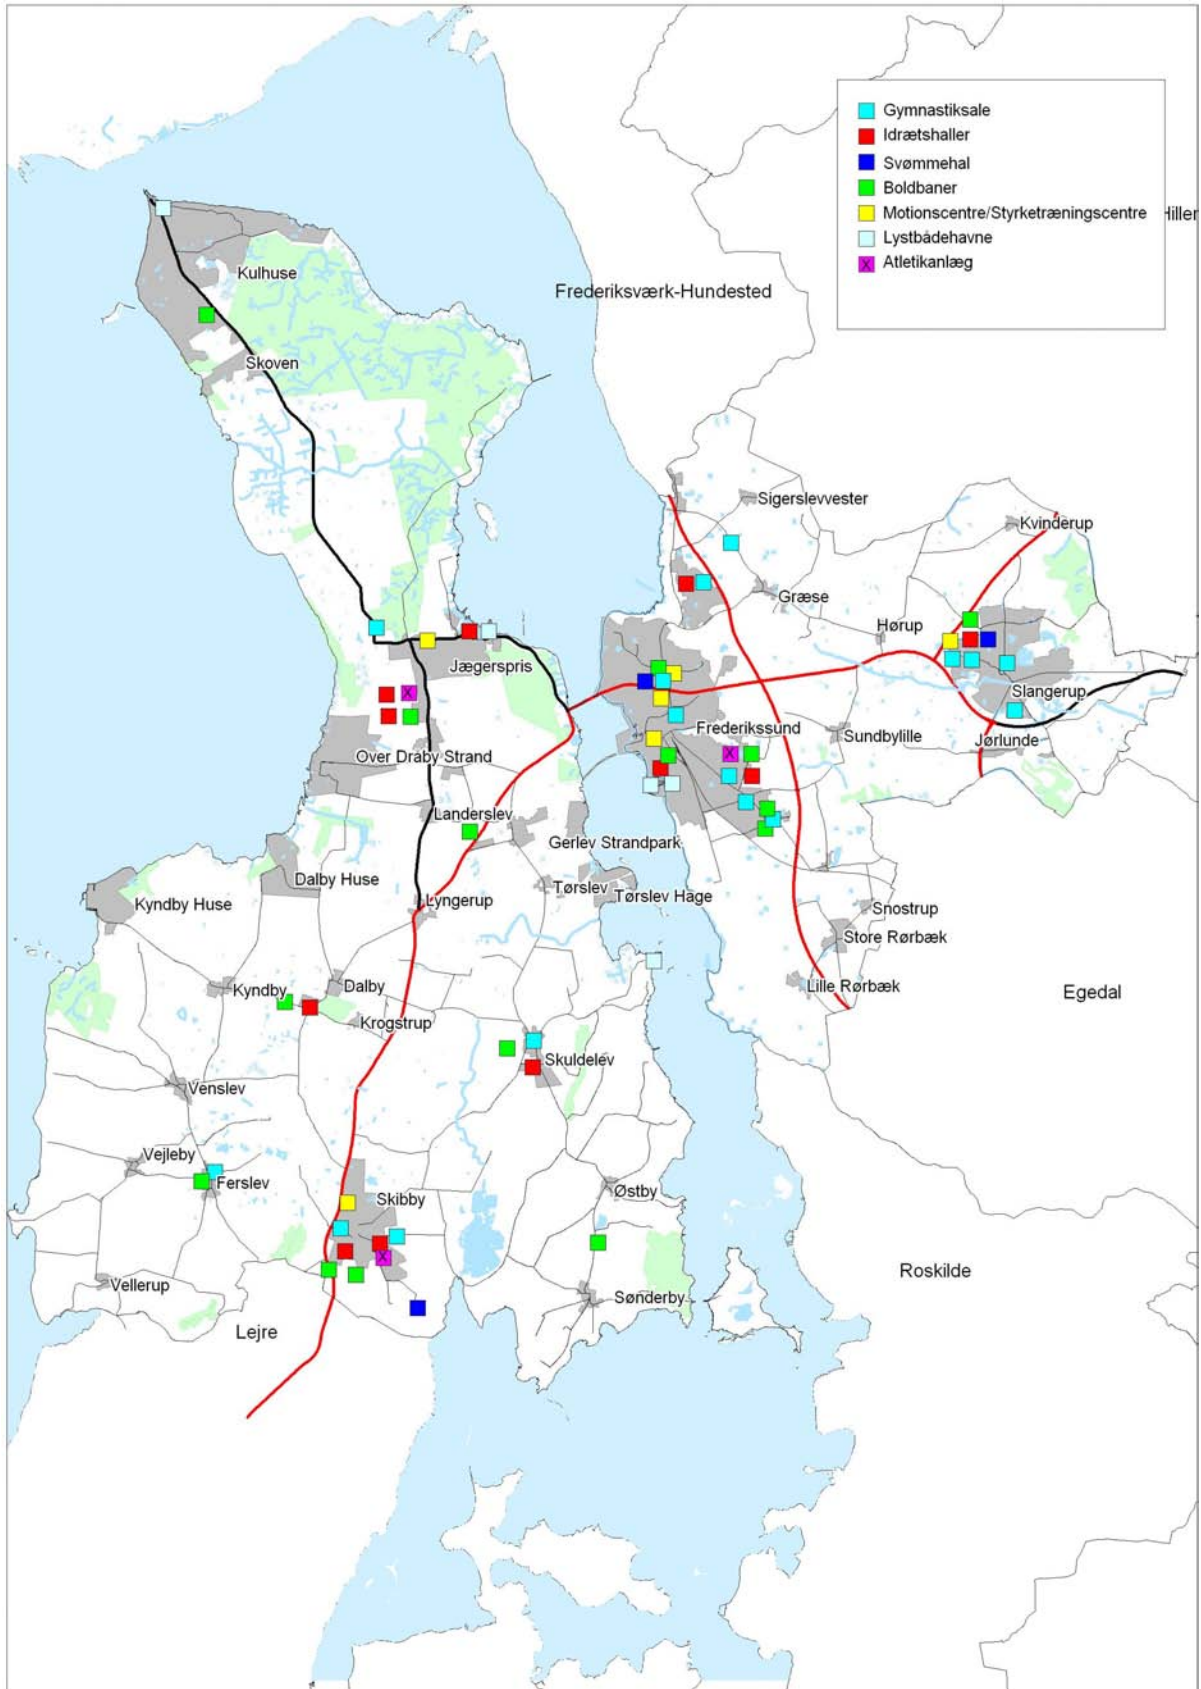 Gymnastiksale
Idrætshaller
Svømmehal
Boldbaner
Motionscentre/Styrketræningscentre
Hiller
Lystbådehavne
X Atletikanlæg
Kulhuse
Frederiksværk-Hundested
Skoven
Sigerslevvester
Kvinderup
Græse
Hørup
Jægerspris
Slangerup
X
Frederikssund
Sundbylille
Jørlunde
Over Dråby Strand
X
Landerslev
Gerlev Strandpark
Dalby Huse
Tørslev
Tørslev Hage
Kyndby Huse
Lyngerup
Snostrup
Store Rørbæk
Kyndby
Dalby
Lille Rørbæk
Egedal
Krogstrup
Skuldelev
Venslev
Vejleby
Ferslev
Østby
Skibby
X
Roskilde
Vellerup
Sønderby
Lejre